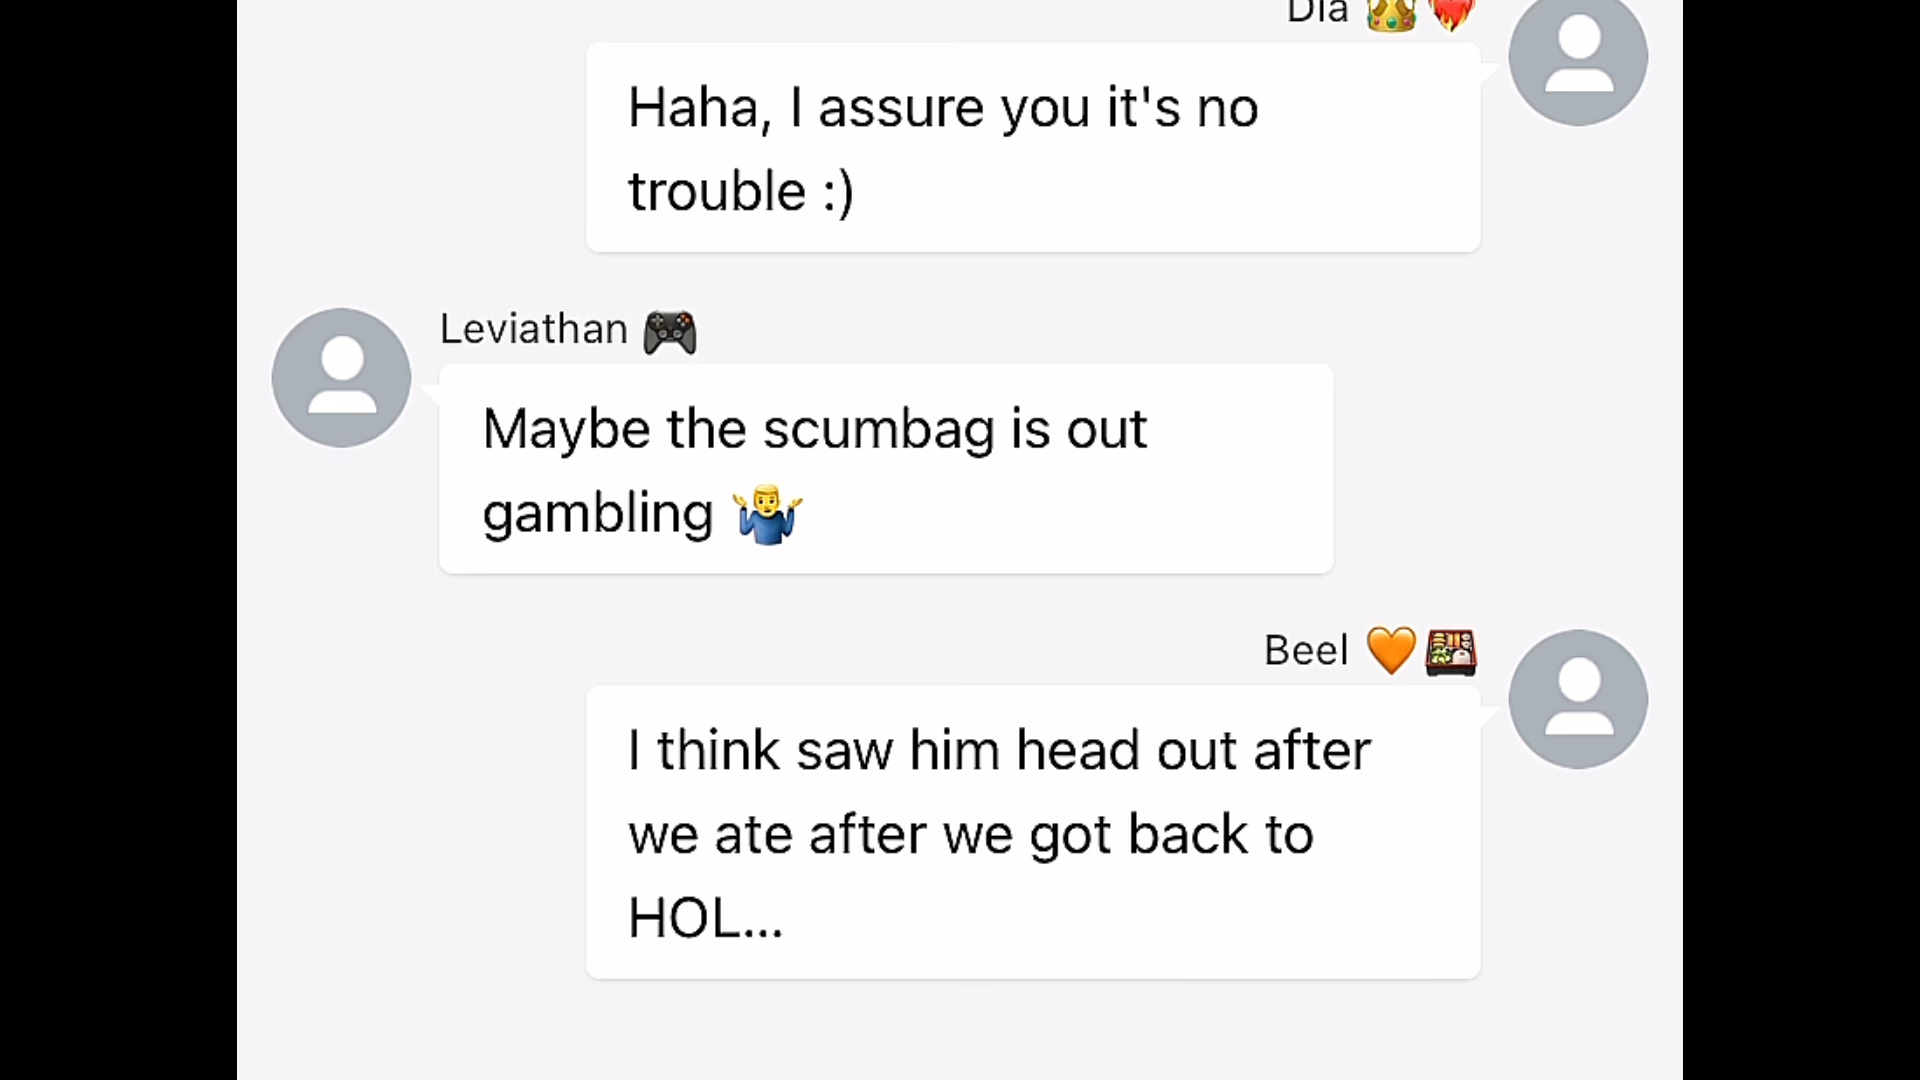 Dia 👑❤️‍🔥
Haha, I assure you it's no
trouble :)
Leviathan 🎮
Maybe the scumbag is out
gambling 🤷‍♂️
Beel 🧡🍱
I think saw him head out after
we ate after we got back to
HOL...